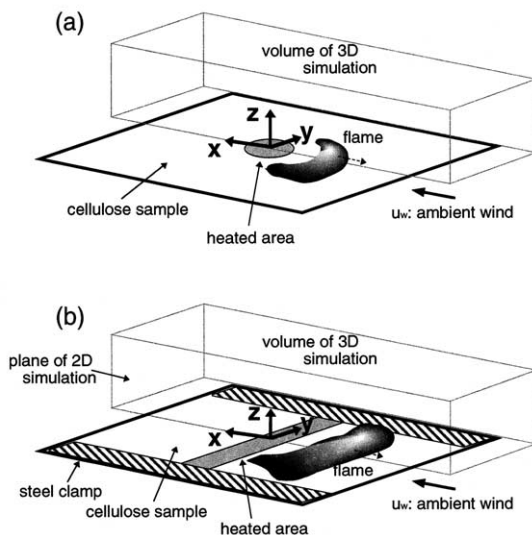 (a)
volume of 3D
simulation
z
y
x
flame
cellulose sample
heated area
uw: ambient wind
(b)
volume of 3D
simulation
plane of 2D
simulation
z
x
y
flame
steel clamp
cellulose sample
heated area
uw: ambient wind